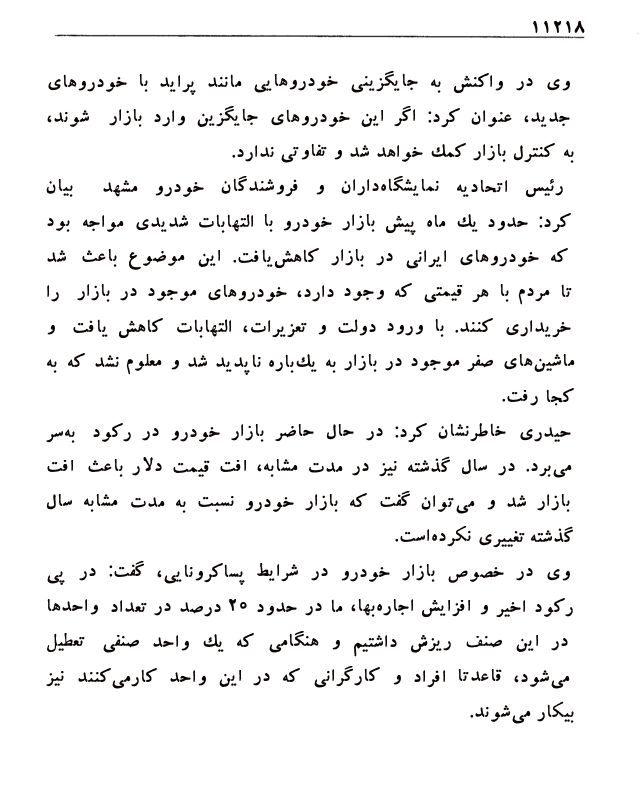 ۱۱۲۱۸
وی در واکنش به جایگزینی خودروهایی مانند پراید با خودروهای
جدید، عنوان کرد: اگر این خودروهای جایگزین وارد بازار شوند،
به کنترل بازار کمك خواهد شد و تفاوتی ندارد.
رئیس اتحادیه نمایشگاه‌داران و فروشندگان خودرو مشهد بیان
کرد: حدود یك ماه پیش بازار خودرو با التهابات شدیدی مواجه بود
که خودروهای ایرانی در بازار کاهش‌یافت. این موضوع باعث شد
تا مردم با هر قیمتی که وجود دارد، خودروهای موجود در بازار را
خریداری کنند. با ورود دولت و تعزیرات، التهابات کاهش یافت و
ماشین‌های صفر موجود در بازار به یك‌باره ناپدید شد و معلوم نشد که به
کجا رفت.
حیدری خاطرنشان کرد: در حال حاضر بازار خودرو در رکود به‌سر
می‌برد. در سال گذشته نیز در مدت مشابه، افت قیمت دلار باعث افت
بازار شد و می‌توان گفت که بازار خودرو نسبت به مدت مشابه سال
گذشته تغییری نکرده‌است.
وی در خصوص بازار خودرو در شرایط پساکرونایی، گفت: در پی
رکود اخیر و افزایش اجاره‌بها، ما در حدود ۲۵ درصد در تعداد واحدها
در این صنف ریزش داشتیم و هنگامی که یك واحد صنفی تعطیل
می‌شود، قاعدتا افراد و کارگرانی که در این واحد کارمی‌کنند نیز
بیکار می‌شوند.